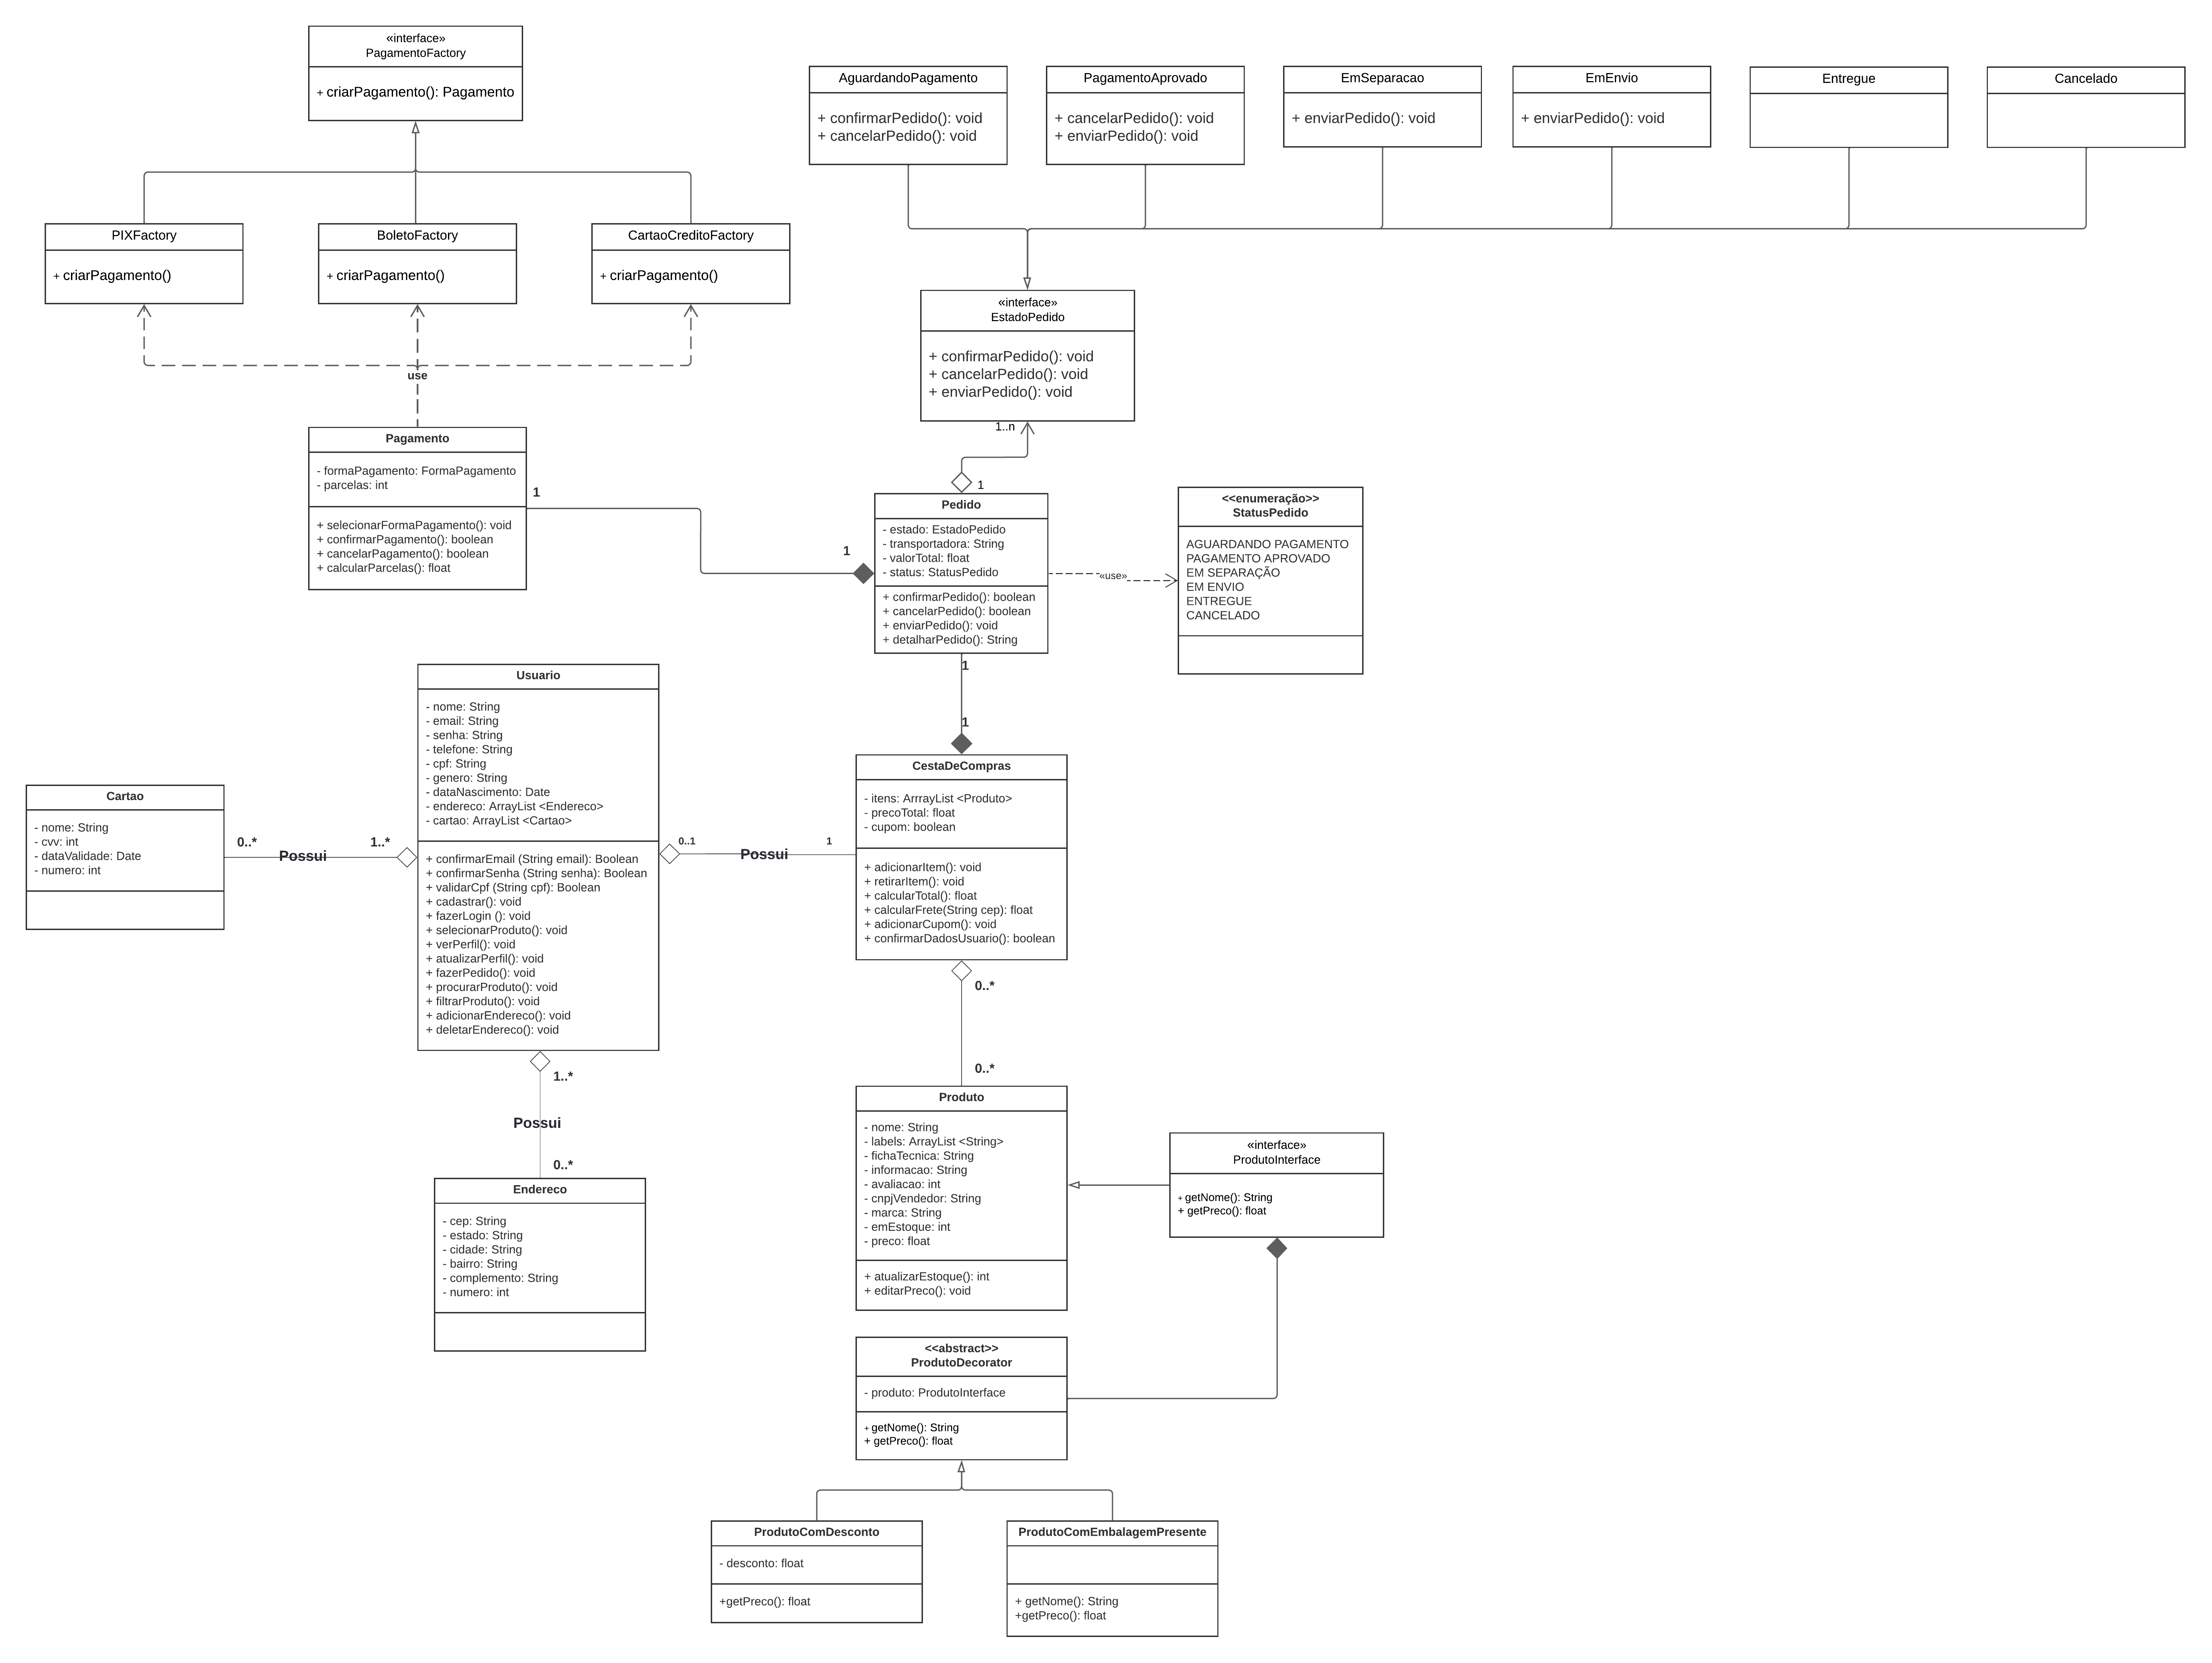 «interface»
PagamentoFactory
+ criarPagamento(): Pagamento
AguardandoPagamento
+ confirmarPedido(): void
+ cancelarPedido(): void
PagamentoAprovado
+ cancelarPedido(): void
+ enviarPedido(): void
EmSeparacao
+ enviarPedido(): void
EmEnvio
+ enviarPedido(): void
Entregue
Cancelado
PIXFactory
+ criarPagamento()
BoletoFactory
+ criarPagamento()
CartaoCreditoFactory
+ criarPagamento()
use
«interface»
EstadoPedido
+ confirmarPedido(): void
+ cancelarPedido(): void
+ enviarPedido(): void
1..n
1
Pagamento
- formaPagamento: FormaPagamento
- parcelas: int
+ selecionarFormaPagamento(): void
+ confirmarPagamento(): boolean
+ cancelarPagamento(): boolean
+ calcularParcelas(): float
1
1
Pedido
- estado: EstadoPedido
- transportadora: String
- valorTotal: float
- status: StatusPedido
+ confirmarPedido(): boolean
+ cancelarPedido(): boolean
+ enviarPedido(): void
+ detalharPedido(): String
«use»
<<enumeração>>
StatusPedido
AGUARDANDO PAGAMENTO
PAGAMENTO APROVADO
EM SEPARAÇÃO
EM ENVIO
ENTREGUE
CANCELADO
1
1
Usuario
- nome: String
- email: String
- senha: String
- telefone: String
- cpf: String
- genero: String
- dataNascimento: Date
- endereco: ArrayList <Endereco>
- cartao: ArrayList <Cartao>
+ confirmarEmail (String email): Boolean
+ confirmarSenha (String senha): Boolean
+ validarCpf (String cpf): Boolean
+ cadastrar(): void
+ fazerLogin (): void
+ selecionarProduto(): void
+ verPerfil(): void
+ atualizarPerfil(): void
+ fazerPedido(): void
+ procurarProduto(): void
+ filtrarProduto(): void
+ adicionarEndereco(): void
+ deletarEndereco(): void
Cartao
- nome: String
- cvv: int
- dataValidade: Date
- numero: int
0..*
Possui
1..*
0..1
Possui
1
CestaDeCompras
- itens: ArrrayList <Produto>
- precoTotal: float
- cupom: boolean
+ adicionarItem(): void
+ retirarItem(): void
+ calcularTotal(): float
+ calcularFrete(String cep): float
+ adicionarCupom(): void
+ confirmarDadosUsuario(): boolean
0..*
0..*
1..*
Possui
0..*
Endereco
- cep: String
- estado: String
- cidade: String
- bairro: String
- complemento: String
- numero: int
Produto
- nome: String
- labels: ArrayList <String>
- fichaTecnica: String
- informacao: String
- avaliacao: int
- cnpjVendedor: String
- marca: String
- emEstoque: int
- preco: float
+ atualizarEstoque(): int
+ editarPreco(): void
«interface»
ProdutoInterface
+ getNome(): String
+ getPreco(): float
<<abstract>>
ProdutoDecorator
- produto: ProdutoInterface
+ getNome(): String
+ getPreco(): float
ProdutoComDesconto
- desconto: float
+getPreco(): float
ProdutoComEmbalagemPresente
+ getNome(): String
+getPreco(): float